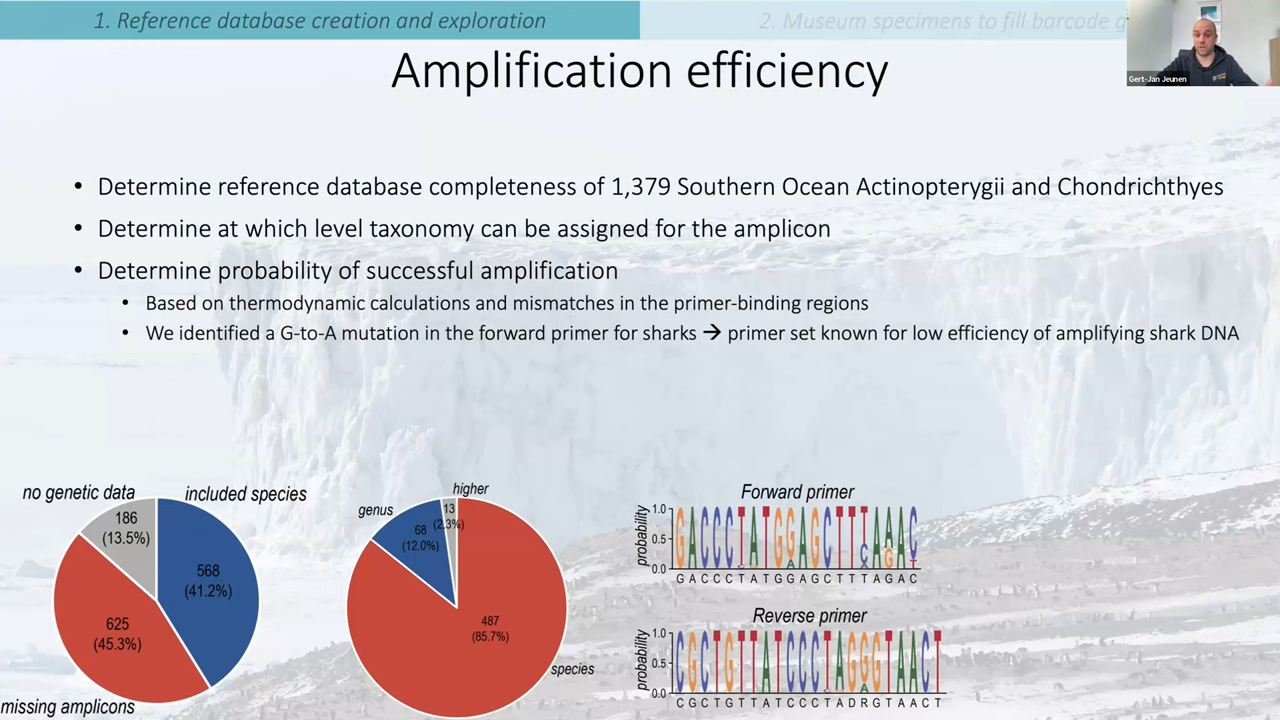 1. Reference database creation and exploration
2. Museum specimens to fill barcode g
Gert-Jan Jeunen
Amplification efficiency
• Determine reference database completeness of 1,379 Southern Ocean Actinopterygii and Chondrichthyes
• Determine at which level taxonomy can be assigned for the amplicon
• Determine probability of successful amplification
• Based on thermodynamic calculations and mismatches in the primer-binding regions
• We identified a G-to-A mutation in the forward primer for sharks → primer set known for low efficiency of amplifying shark DNA
no genetic data
186
(13.5%)
included species
568
(41.2%)
625
(45.3%)
missing amplicons
higher
13
(2.3%)
genus
68
(12.0%)
487
(85.7%)
species
Forward primer
probability
1.0
0.5
0.0
GACCCTATGGAGCTTTAAAC
G A C C C T A T G G A G C T T T A G A C
Reverse primer
probability
1.0
0.5
0.0
CGCTGTTATCCCTAGGGTAACT
C G C T G T T A T C C C T A D R G T A A C T